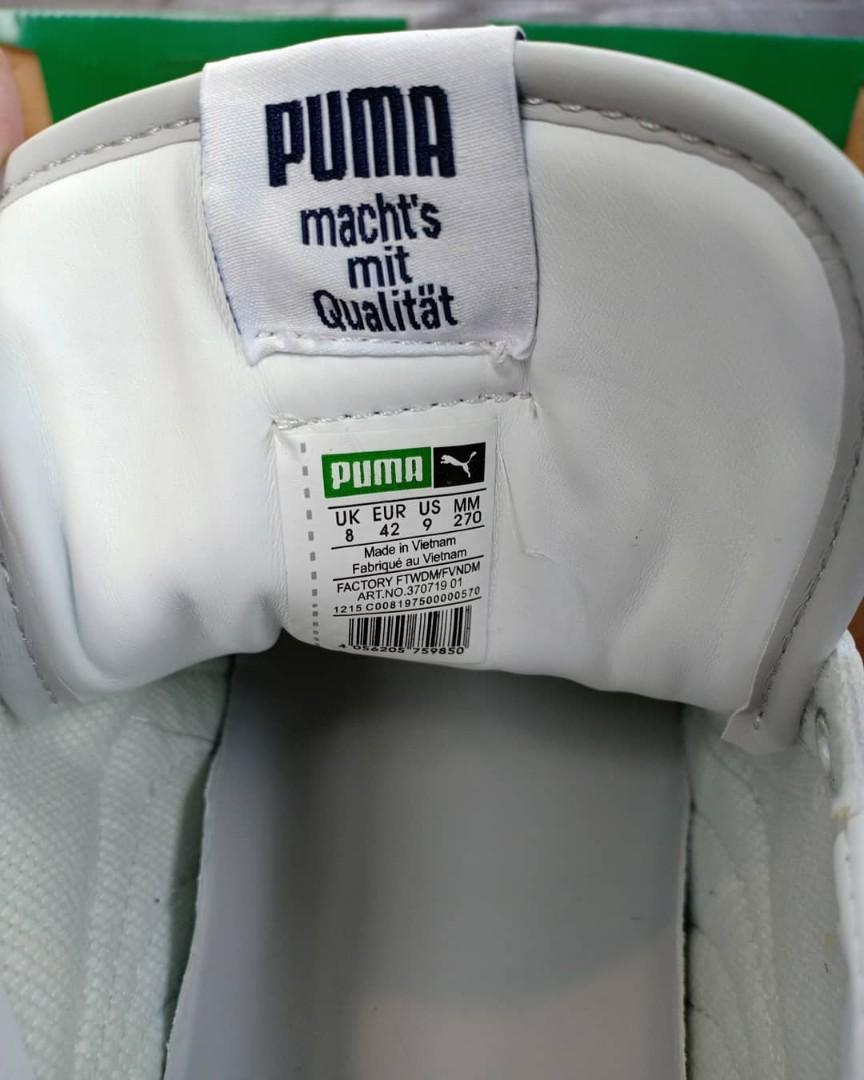 PUMA
macht's
mit
Qualität
PUMA
UK EUR US MM
8 42 9 270
Made in Vietnam
Fabriqué au Vietnam
FACTORY FTWDM/FVNDM
ART.NO.370719 01
1215 C008197500000570
4 056205 759850